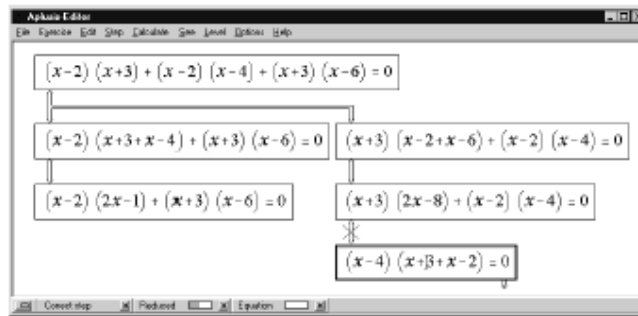 Aplusix Editor
File Exercise Edit Step Calculate See Level Options Help
(x−2) (x+3) + (x−2) (x−4) + (x+3) (x−6) = 0
(x−2) (x+3+x−4) + (x+3) (x−6) = 0
(x+3) (x−2+x−6) + (x−2) (x−4) = 0
(x−2) (2x−1) + (x+3) (x−6) = 0
(x+3) (2x−8) + (x−2) (x−4) = 0
(x−4) (x+3+x−2) = 0
Correct step Reduced Equation